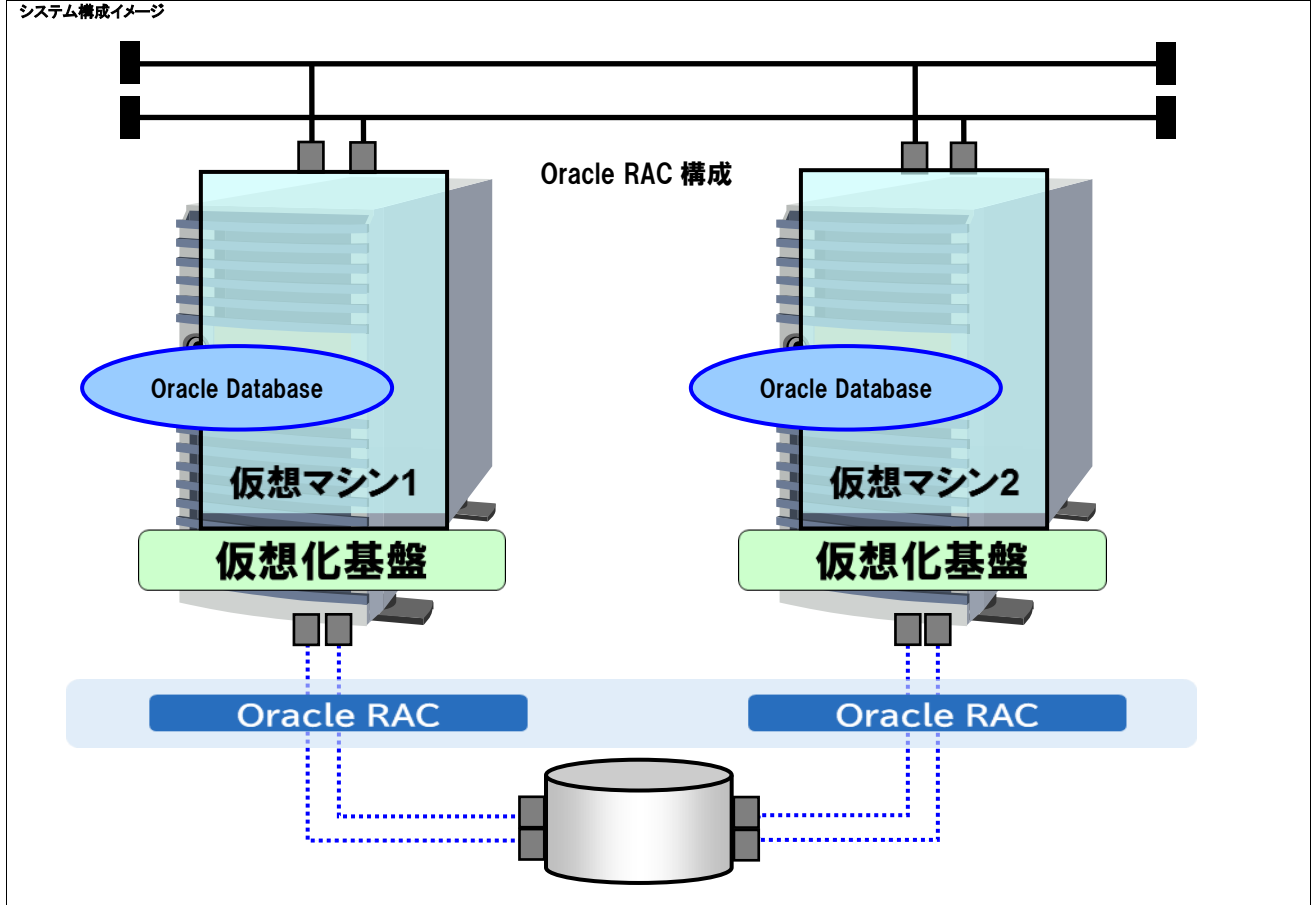 システム構成イメージ
Oracle RAC 構成
Oracle Database
Oracle Database
仮想マシン1
仮想マシン2
仮想化基盤
仮想化基盤
Oracle RAC
Oracle RAC